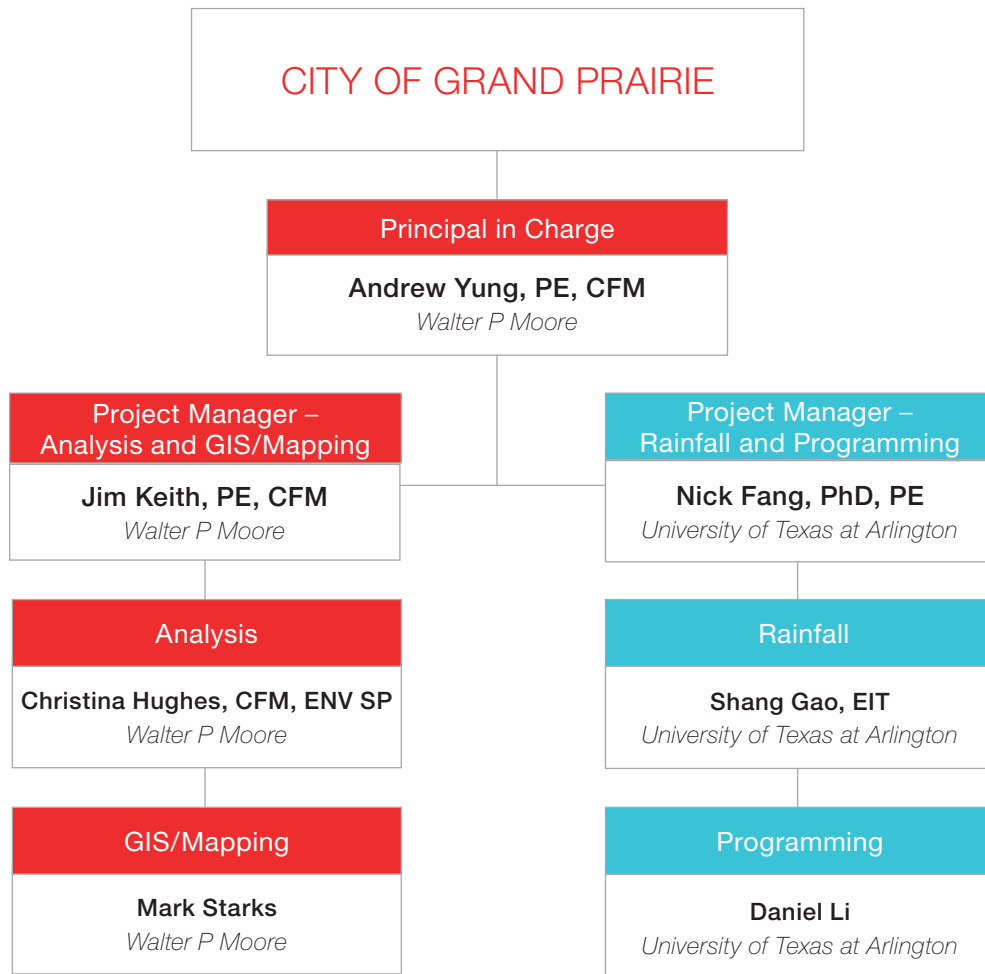 CITY OF GRAND PRAIRIE
Principal in Charge
Andrew Yung, PE, CFM
Walter P Moore
Project Manager –
Analysis and GIS/Mapping
Jim Keith, PE, CFM
Walter P Moore
Project Manager –
Rainfall and Programming
Nick Fang, PhD, PE
University of Texas at Arlington
Analysis
Christina Hughes, CFM, ENV SP
Walter P Moore
Rainfall
Shang Gao, EIT
University of Texas at Arlington
GIS/Mapping
Mark Starks
Walter P Moore
Programming
Daniel Li
University of Texas at Arlington